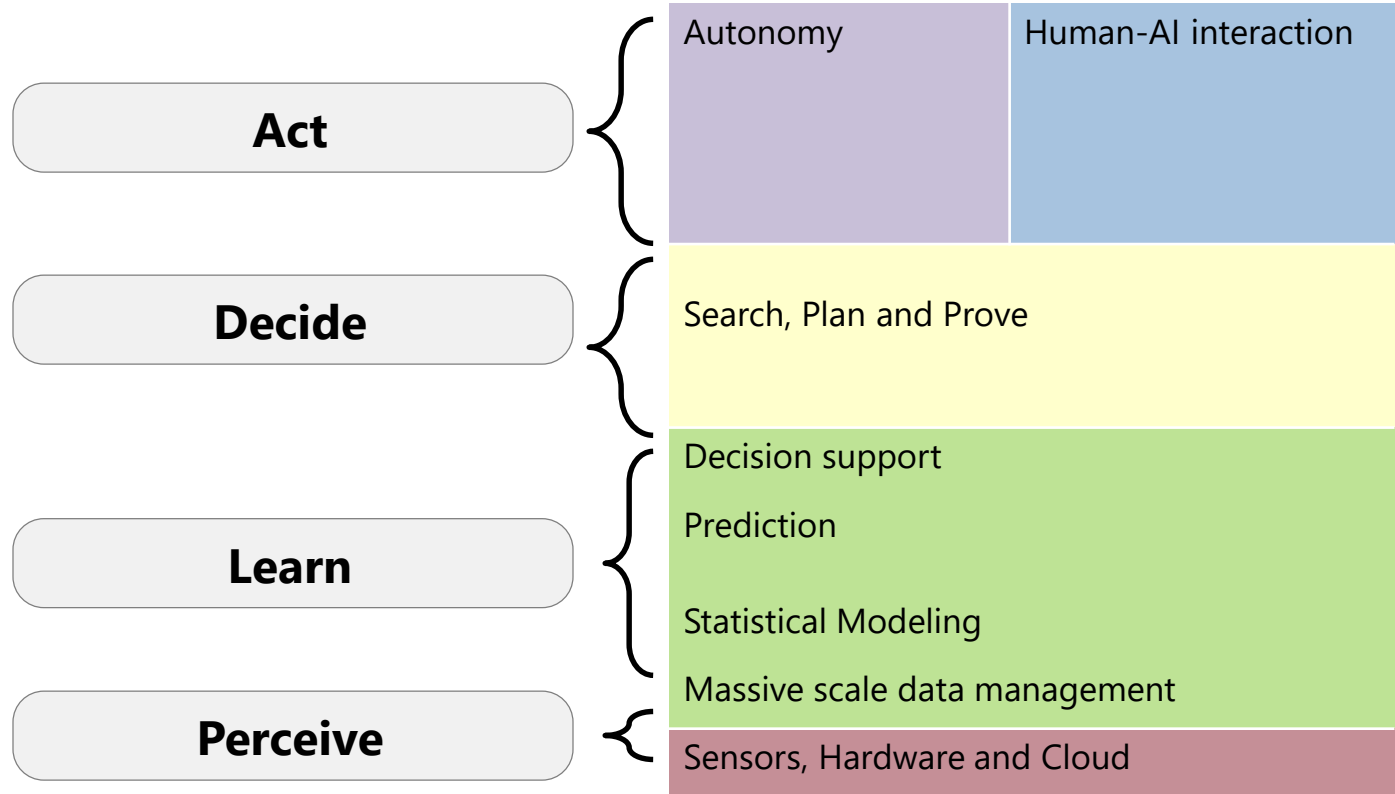 Act
Autonomy
Human-AI interaction
Decide
Search, Plan and Prove
Learn
Decision support
Prediction
Statistical Modeling
Massive scale data management
Perceive
Sensors, Hardware and Cloud